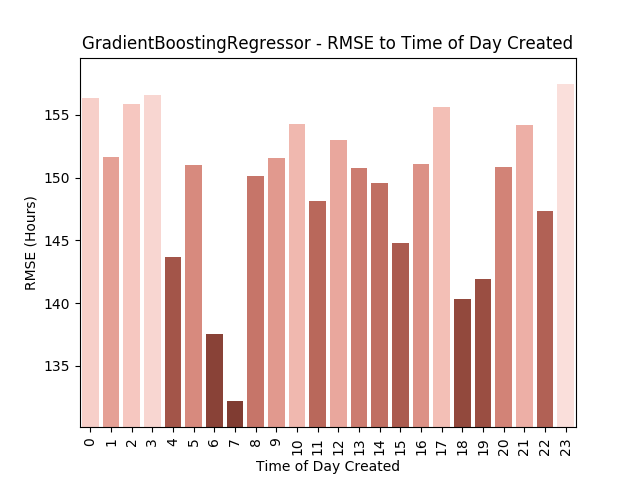 GradientBoostingRegressor - RMSE to Time of Day Created
155
150
145
140
135
RMSE (Hours)
0 1 2 3 4 5 6 7 8 9 10 11 12 13 14 15 16 17 18 19 20 21 22 23
Time of Day Created